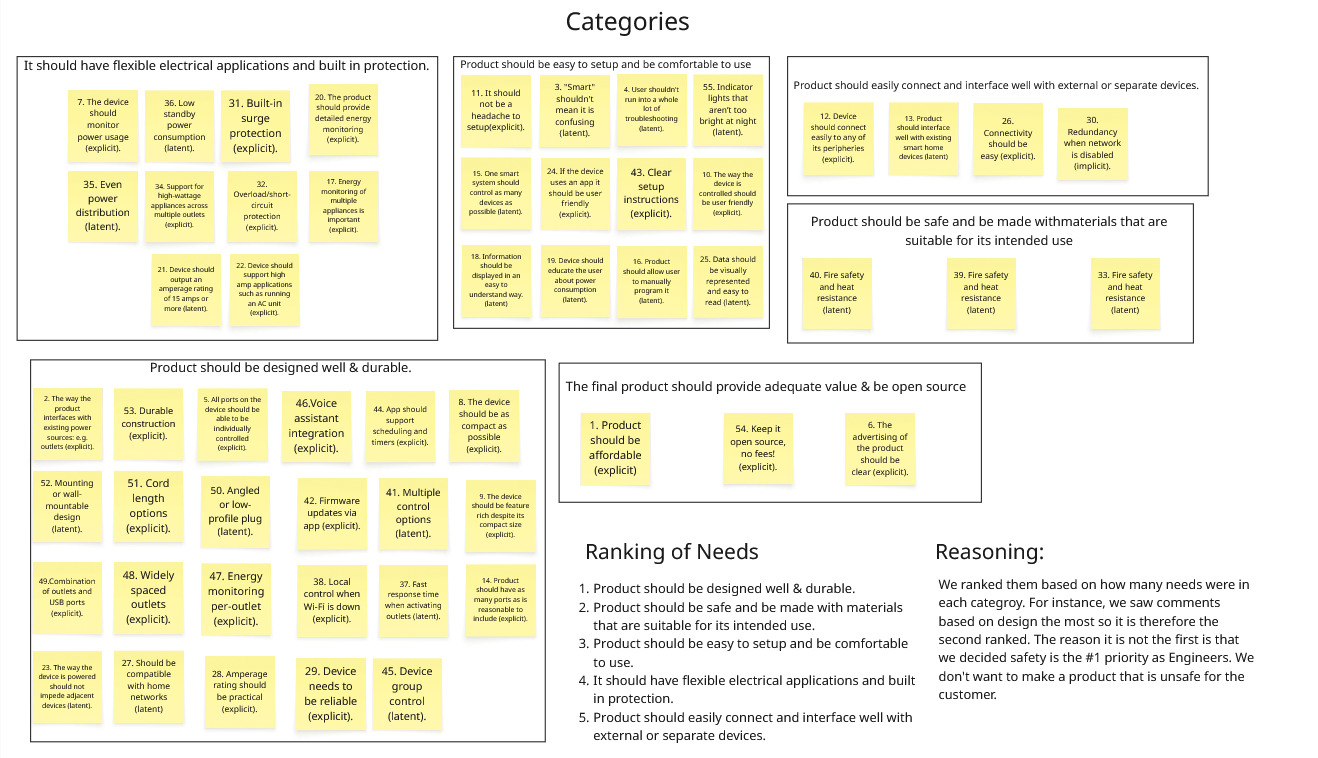 Categories
It should have flexible electrical applications and built in protection.
7. The device
should
monitor
power usage
(explicit).
36. Low
standby
power
consumption
(latent).
31. Built-in
surge
protection
(explicit).
20. The product
should provide
detailed energy
monitoring
(explicit).
35. Even
power
distribution
(latent).
34. Support for
high-wattage
appliances across
multiple outlets
(explicit).
32.
Overload/short-
circuit
protection
(explicit).
17. Energy
monitoring of
multiple
appliances is
important
(explicit).
21. Device should
output an
amperage rating
of 15 amps or
more (latent).
22. Device should
support high
amp applications
such as running
an AC unit
(explicit).
Product should be easy to setup and be comfortable to use
11. It should
not be a
headache to
setup(explicit).
3. "Smart"
shouldn't
mean it is
confusing
(latent).
4. User shouldn't
run into a whole
lot of
troubleshooting
(latent).
55. Indicator
lights that
aren't too
bright at night
(latent).
15. One smart
system should
control as many
devices as
possible (latent).
24. If the device
uses an app it
should be user
friendly
(explicit).
43. Clear
setup
instructions
(explicit).
10. The way the
device is
controlled should
be user friendly
(explicit).
18. Information
should be
displayed in an
easy to
understand way.
(latent)
19. Device should
educate the user
about power
consumption
(latent).
16. Product
should allow user
to manually
program it
(latent).
25. Data should
be visually
represented
and easy to
read (latent).
Product should easily connect and interface well with external or separate devices.
12. Device
should connect
easily to any of
its peripheries
(explicit).
13. Product
should interface
well with existing
smart home
devices (latent)
26.
Connectivity
should be
easy (explicit).
30.
Redundancy
when network
is disabled
(implicit).
Product should be safe and be made withmaterials that are
suitable for its intended use
40. Fire safety
and heat
resistance
(latent)
39. Fire safety
and heat
resistance
(latent)
33. Fire safety
and heat
resistance
(latent)
Product should be designed well & durable.
2. The way the
product
interfaces with
existing power
sources: e.g.
outlets (explicit).
53. Durable
construction
(explicit).
5. All ports on the
device should be
able to be
individually
controlled
(explicit).
46.Voice
assistant
integration
(explicit).
44. App should
support
scheduling and
timers (explicit).
8. The device
should be as
compact as
possible
(explicit).
52. Mounting
or wall-
mountable
design
(latent).
51. Cord
length
options
(explicit).
50. Angled
or low-
profile plug
(latent).
42. Firmware
updates via
app (explicit).
41. Multiple
control
options
(latent).
9. The device
should be feature
rich despite its
compact size
(explicit).
49.Combination
of outlets and
USB ports
(explicit).
48. Widely
spaced
outlets
(explicit).
47. Energy
monitoring
per-outlet
(explicit).
38. Local
control when
Wi-Fi is down
(explicit).
37. Fast
response time
when activating
outlets (latent).
14. Product
should have as
many ports as is
reasonable to
include (explicit).
23. The way the
device is powered
should not
impede adjacent
devices (latent).
27. Should be
compatible
with home
networks
(latent)
28. Amperage
rating should
be practical
(explicit).
29. Device
needs to
be reliable
(explicit).
45. Device
group
control
(latent).
The final product should provide adequate value & be open source
1. Product
should be
affordable
(explicit)
54. Keep it
open source,
no fees!
(explicit).
6. The
advertising of
the product
should be
clear (explicit).
Ranking of Needs
1. Product should be designed well & durable.
2. Product should be safe and be made with materials
that are suitable for its intended use.
3. Product should be easy to setup and be comfortable
to use.
4. It should have flexible electrical applications and built
in protection.
5. Product should easily connect and interface well with
external or separate devices.
Reasoning:
We ranked them based on how many needs were in
each categroy. For instance, we saw comments
based on design the most so it is therefore the
second ranked. The reason it is not the first is that
we decided safety is the #1 priority as Engineers. We
don't want to make a product that is unsafe for the
customer.